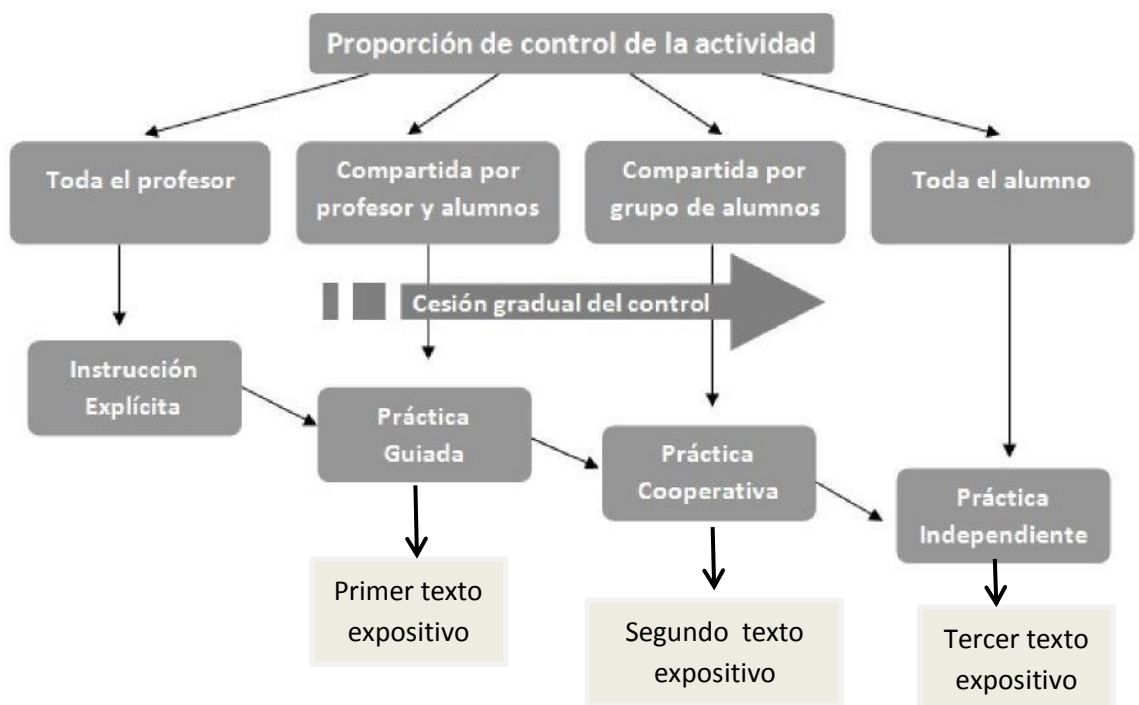 Proporción de control de la actividad
Toda el profesor
Compartida por
profesor y alumnos
Compartida por
grupo de alumnos
Toda el alumno
Cesión gradual del control
Instrucción
Explícita
Práctica
Guiada
Práctica
Cooperativa
Práctica
Independiente
Primer texto
expositivo
Segundo texto
expositivo
Tercer texto
expositivo